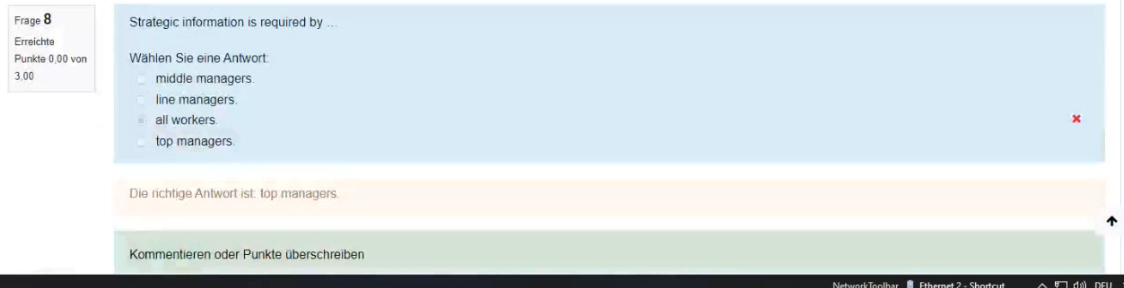 Frage 8
Erreichte
Punkte 0,00 von
3,00
Strategic information is required by ...
Wählen Sie eine Antwort:
middle managers.
line managers.
all workers.
top managers.
Die richtige Antwort ist: top managers.
Kommentieren oder Punkte überschreiben
NetworkToolbar Ethernet 2 - Shortcut DEU